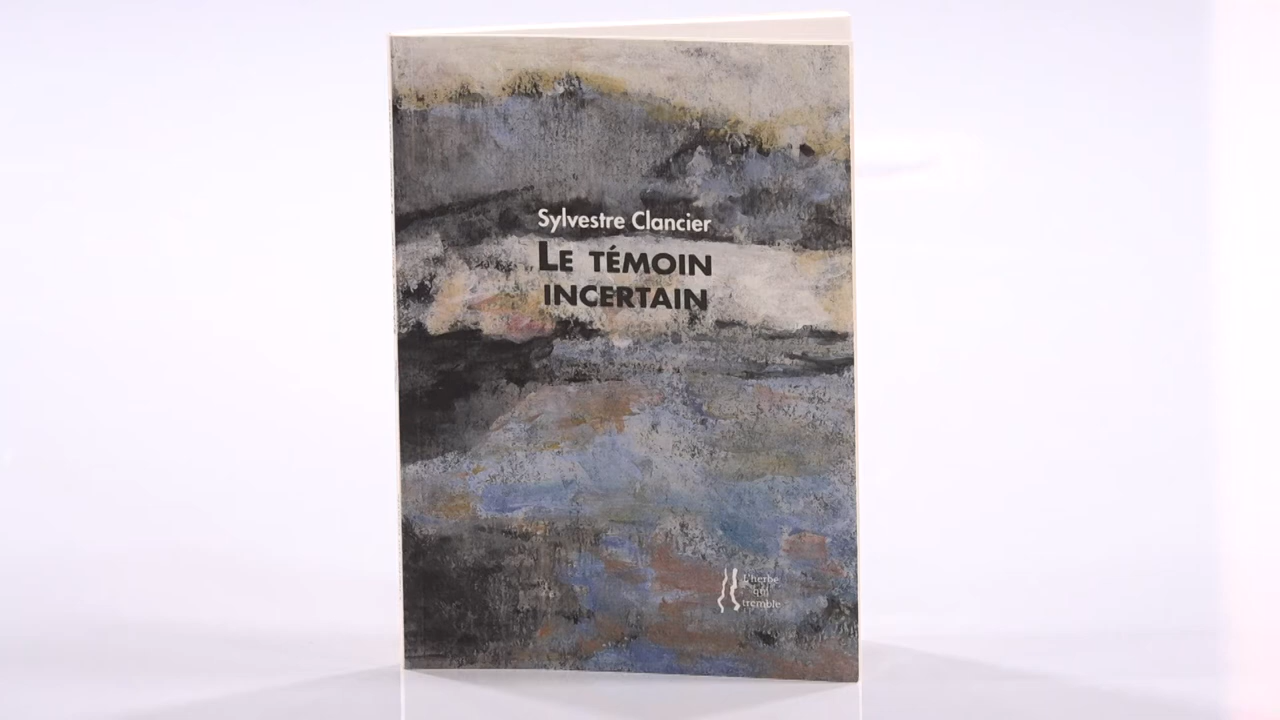 Sylvestre Clancier
LE TÉMOIN
INCERTAIN
L'herbe
qui
tremble